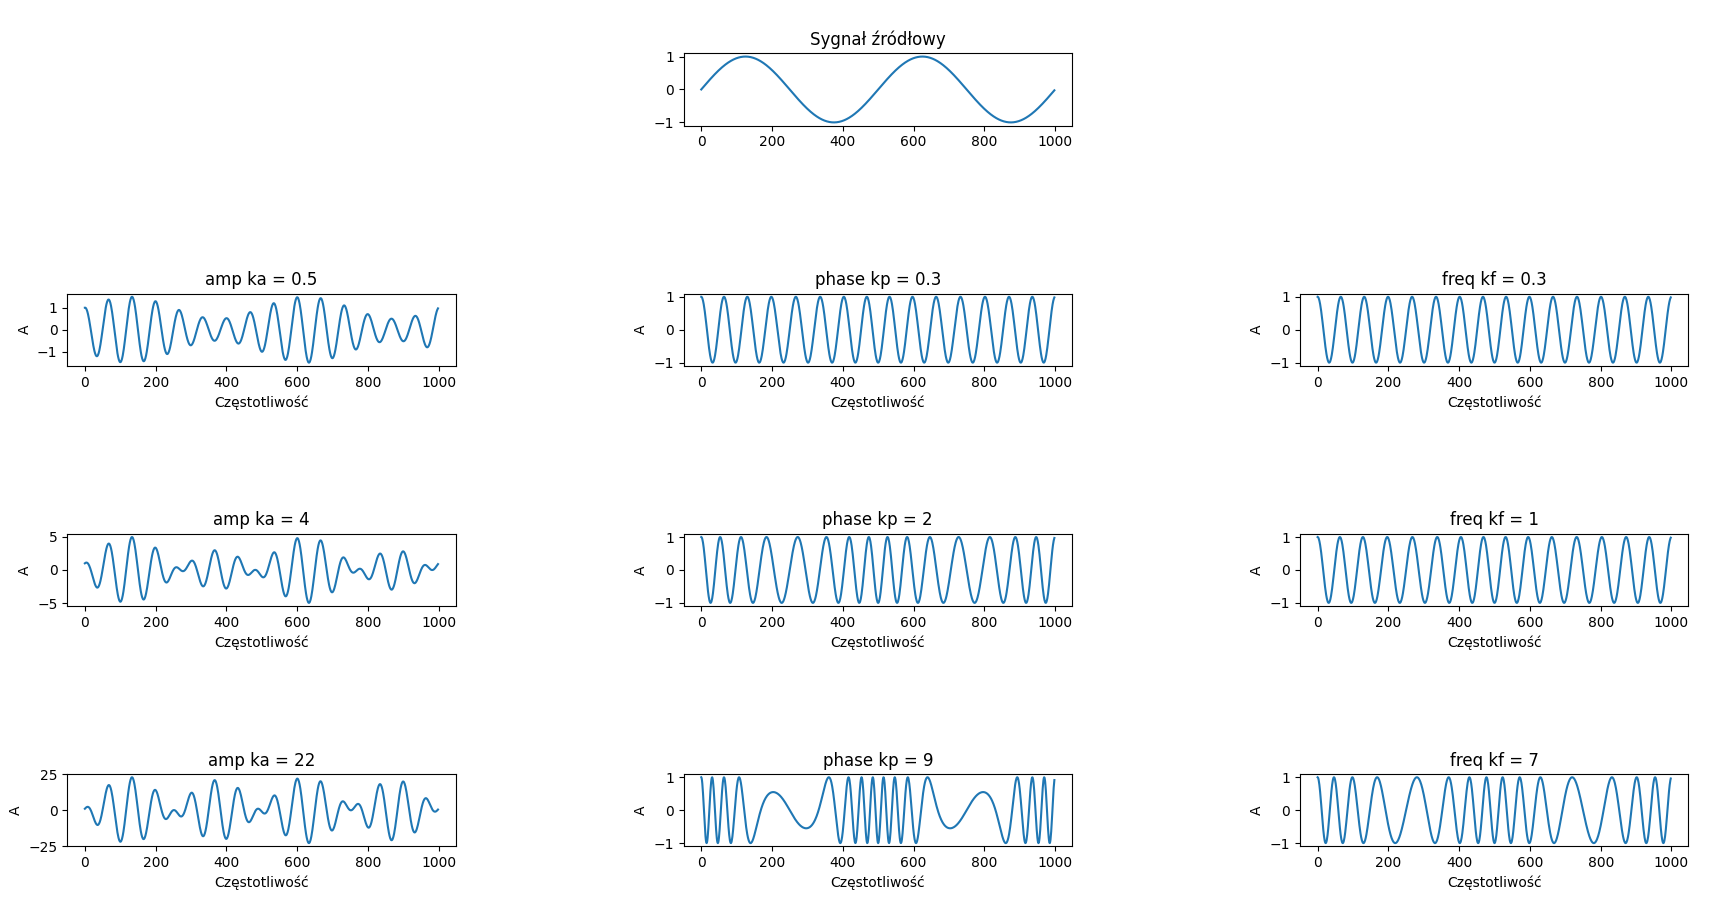 Sygnał źródłowy
1
0
−1
0 200 400 600 800 1000
amp ka = 0.5
A
1
0
−1
0 200 400 600 800 1000
Częstotliwość
phase kp = 0.3
A
1
0
−1
0 200 400 600 800 1000
Częstotliwość
freq kf = 0.3
A
1
0
−1
0 200 400 600 800 1000
Częstotliwość
amp ka = 4
A
5
0
−5
0 200 400 600 800 1000
Częstotliwość
phase kp = 2
A
1
0
−1
0 200 400 600 800 1000
Częstotliwość
freq kf = 1
A
1
0
−1
0 200 400 600 800 1000
Częstotliwość
amp ka = 22
A
25
0
−25
0 200 400 600 800 1000
Częstotliwość
phase kp = 9
A
1
0
−1
0 200 400 600 800 1000
Częstotliwość
freq kf = 7
A
1
0
−1
0 200 400 600 800 1000
Częstotliwość